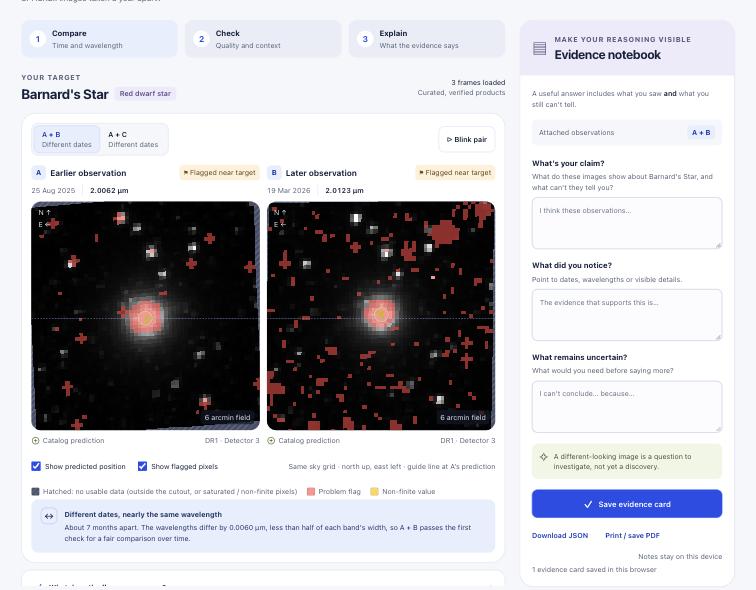 1
Compare
Time and wavelength
2
Check
Quality and context
3
Explain
What the evidence says
YOUR TARGET
Barnard's Star
Red dwarf star
3 frames loaded
Curated, verified products
A + B
Different dates
A + C
Different dates
Blink pair
A
Earlier observation
Flagged near target
25 Aug 2025
2.0062 μm
N ↑
E ←
6 arcmin field
Catalog prediction
DR1 · Detector 3
B
Later observation
Flagged near target
19 Mar 2026
2.0123 μm
N ↑
E ←
6 arcmin field
Catalog prediction
DR1 · Detector 3
Show predicted position
Show flagged pixels
Same sky grid · north up, east left · guide line at A's prediction
Hatched: no usable data (outside the cutout, or saturated / non-finite pixels)
Problem flag
Non-finite value
Different dates, nearly the same wavelength
About 7 months apart. The wavelengths differ by 0.0060 μm, less than half of each band's width, so A + B passes the first
check for a fair comparison over time.
MAKE YOUR REASONING VISIBLE
Evidence notebook
A useful answer includes what you saw and what you
still can't tell.
Attached observations
A + B
What's your claim?
What do these images show about Barnard's Star, and
what can't they tell you?
I think these observations...
What did you notice?
Point to dates, wavelengths or visible details.
The evidence that supports this is...
What remains uncertain?
What would you need before saying more?
I can't conclude... because...
A different-looking image is a question to
investigate, not yet a discovery.
Save evidence card
Download JSON
Print / save PDF
Notes stay on this device
1 evidence card saved in this browser